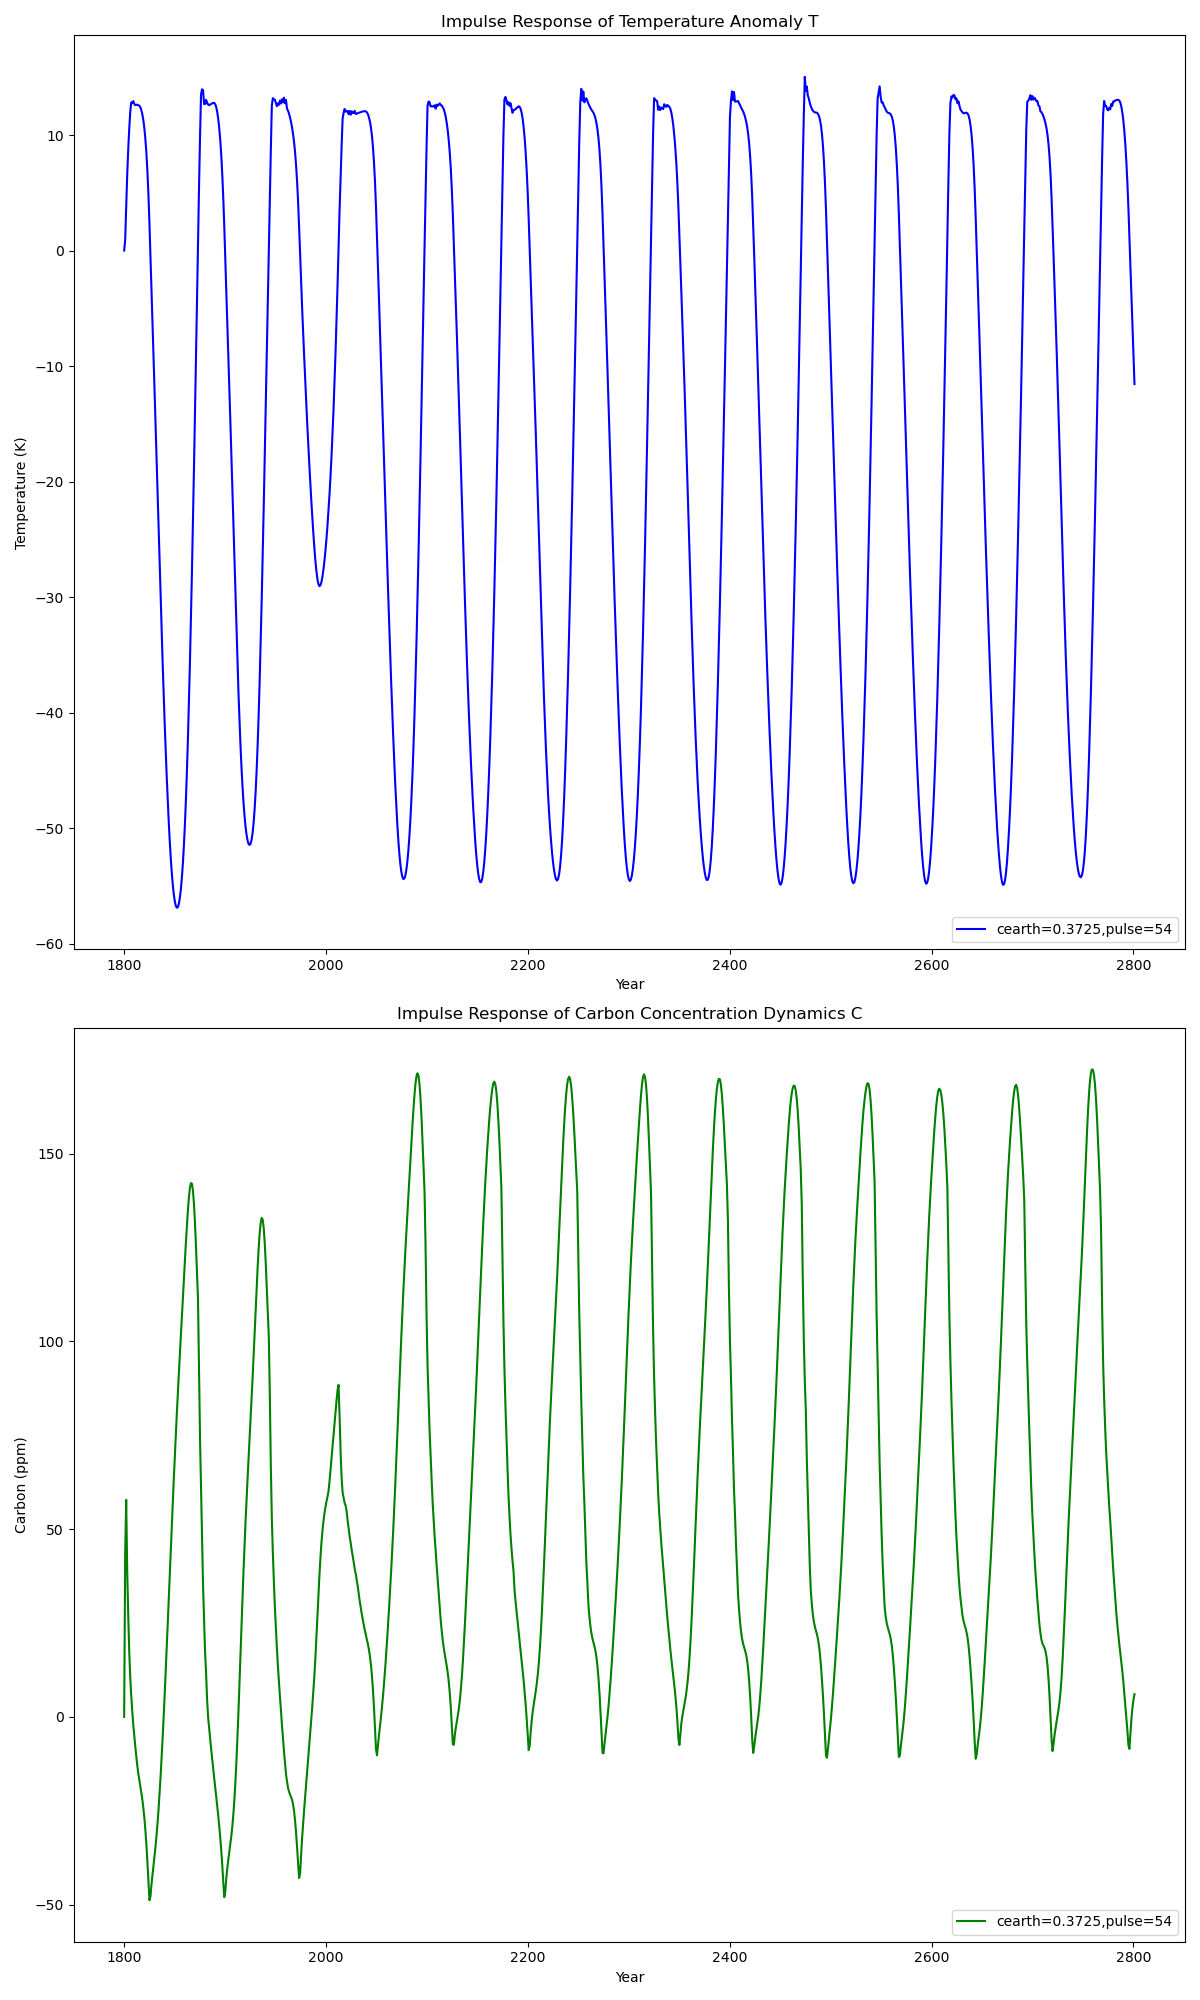 Impulse Response of Temperature Anomaly T
Temperature (K)
10
0
−10
−20
−30
−40
−50
−60
1800 2000 2200 2400 2600 2800
Year
cearth=0.3725,pulse=54
Impulse Response of Carbon Concentration Dynamics C
Carbon (ppm)
150
100
50
0
−50
1800 2000 2200 2400 2600 2800
Year
cearth=0.3725,pulse=54